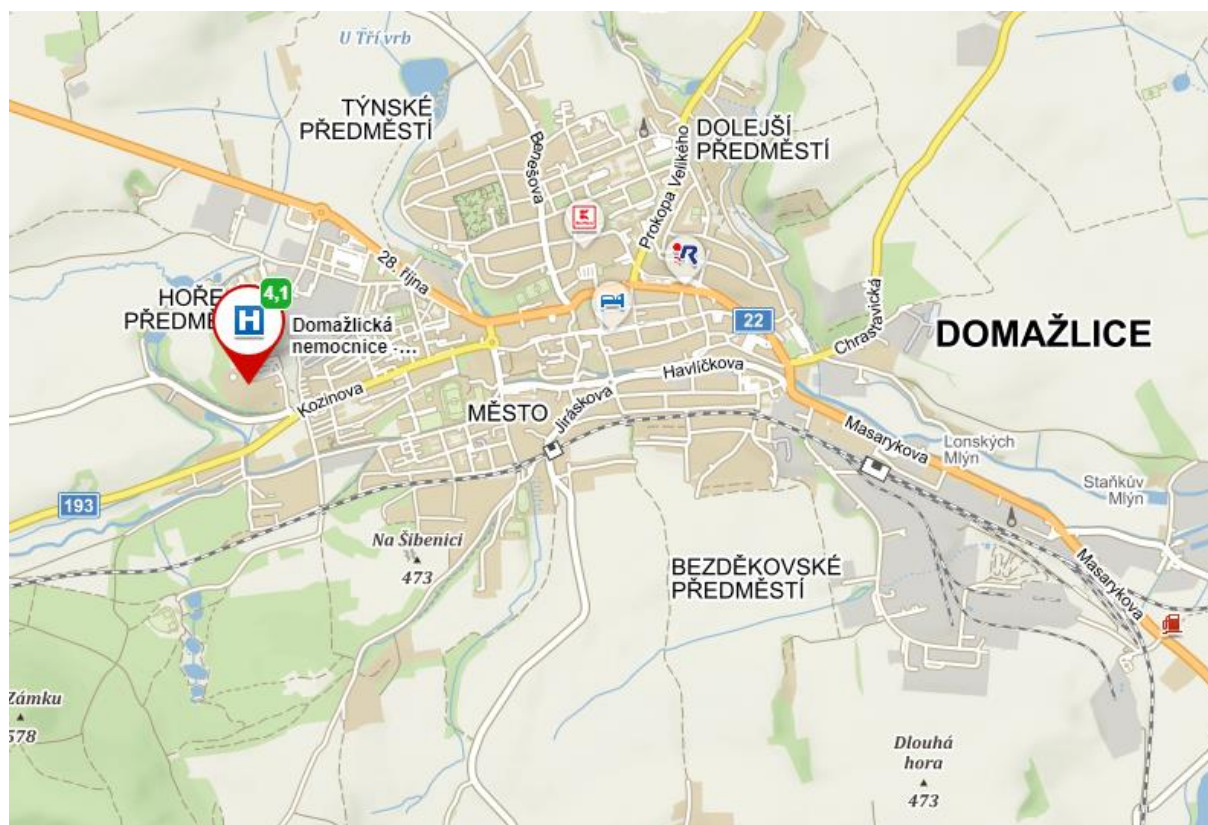 U Tří vrb
TÝNSKÉ
PŘEDMĚSTÍ
Benešova
DOLEJŠÍ
PŘEDMĚSTÍ
Prokopa Velikého
28. října
HOŘE
PŘEDMĚ
4,1
H
Domažlická
nemocnice -...
K
R
22
Chrastavická
DOMAŽLICE
Kozinova
MĚSTO
Jiráskova
Havlíčkova
Masarykova
Lonských
Mlýn
Staňkův
Mlýn
193
Na Šibenici
473
BEZDĚKOVSKÉ
PŘEDMĚSTÍ
Masarykova
Zámku
578
Dlouhá
hora
473